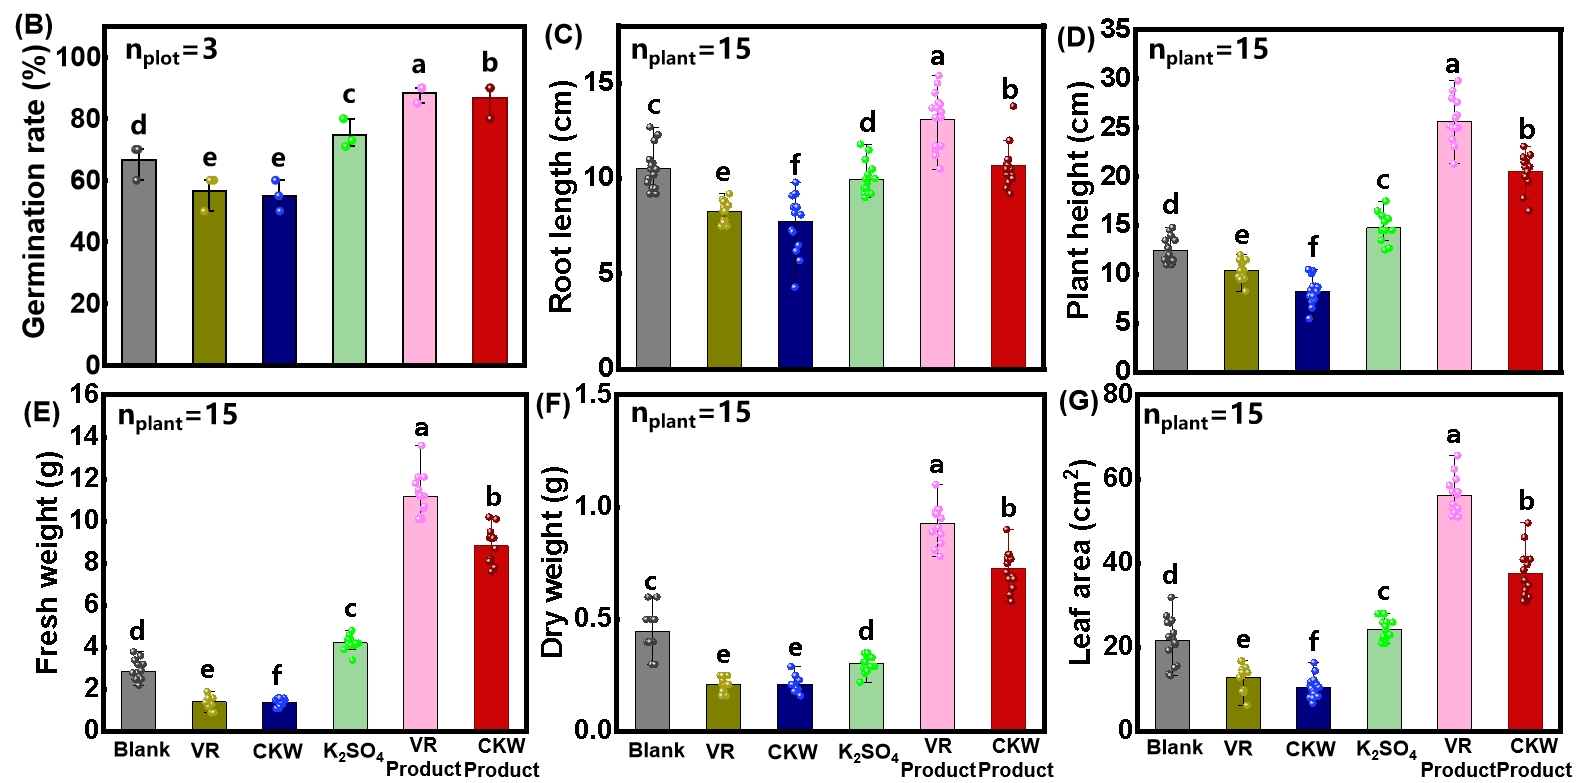 (B)
n_plot=3
Germination rate (%)
100
80
60
40
20
0
d
e
e
c
a
b
(C)
n_plant=15
Root length (cm)
15
10
5
0
c
e
f
d
a
b
(D)
n_plant=15
Plant height (cm)
35
30
25
20
15
10
5
0
d
e
f
c
a
b
(E)
n_plant=15
Fresh weight (g)
16
14
12
10
8
6
4
2
0
d
e
f
c
a
b
Blank VR CKW K₂SO₄ VR Product CKW Product
(F)
n_plant=15
Dry weight (g)
1.5
1.0
0.5
0.0
c
e
e
d
a
b
Blank VR CKW K₂SO₄ VR Product CKW Product
(G)
n_plant=15
Leaf area (cm²)
80
60
40
20
0
d
e
f
c
a
b
Blank VR CKW K₂SO₄ VR Product CKW Product